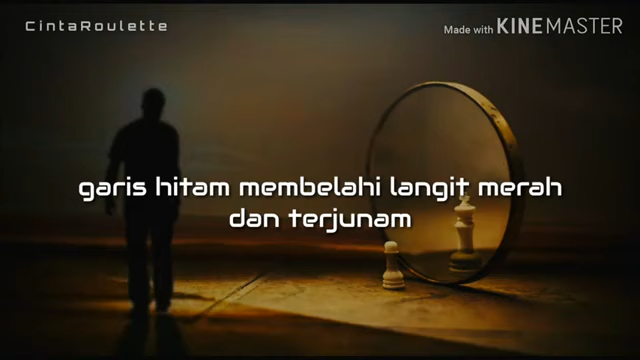 CintaRoulette
Made with KINEMASTER
garis hitam membelahi langit merah
dan terjunam